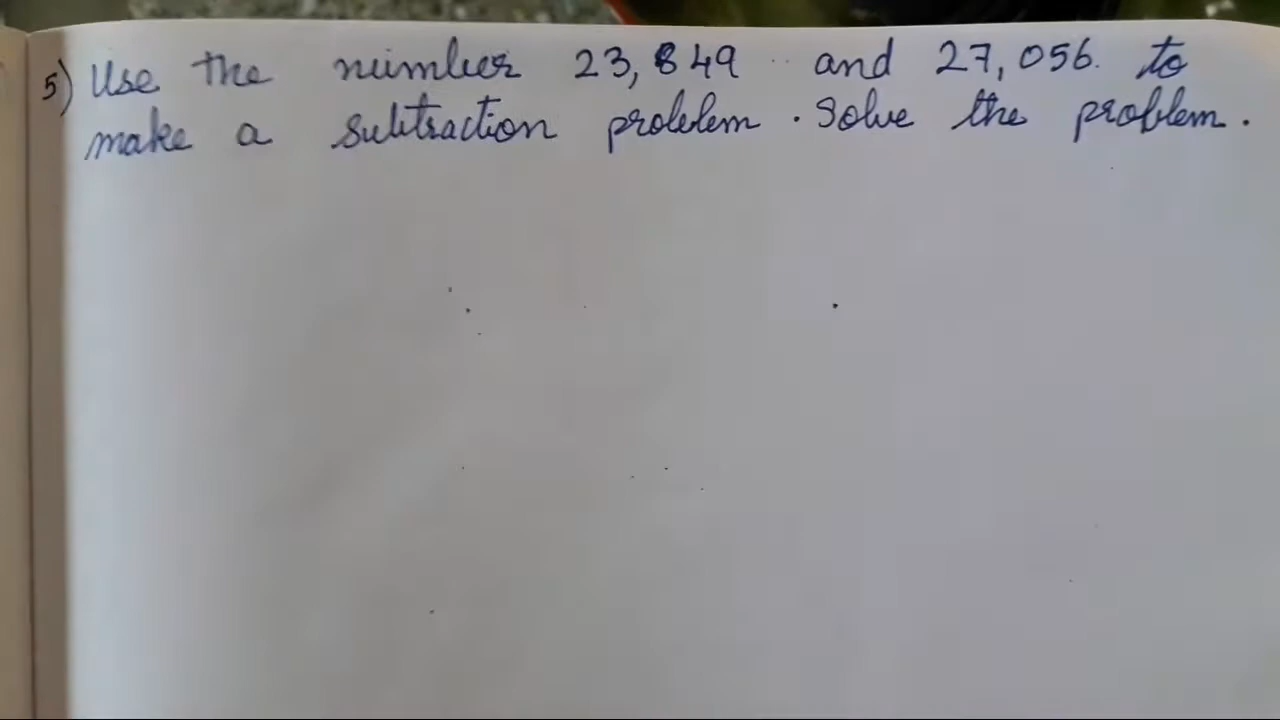 5) Use the number 23,849 and 27,056. to
make a subtraction problem. Solve the problem.